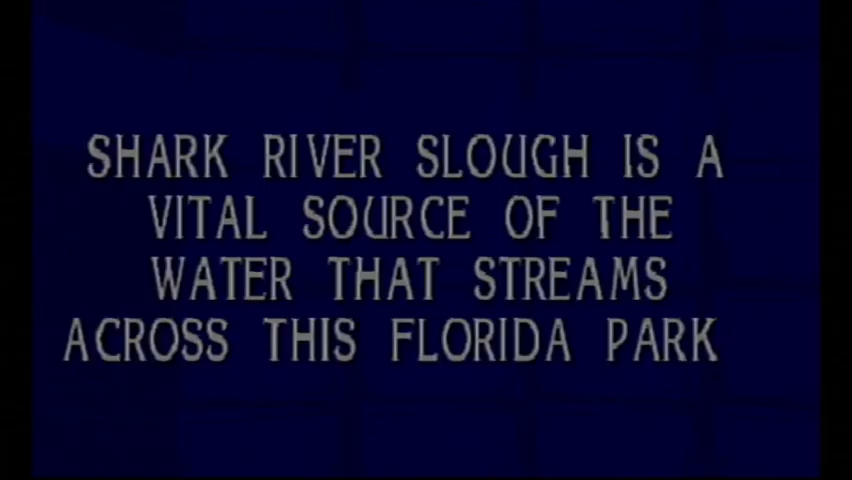 SHARK RIVER SLOUGH IS A
VITAL SOURCE OF THE
WATER THAT STREAMS
ACROSS THIS FLORIDA PARK